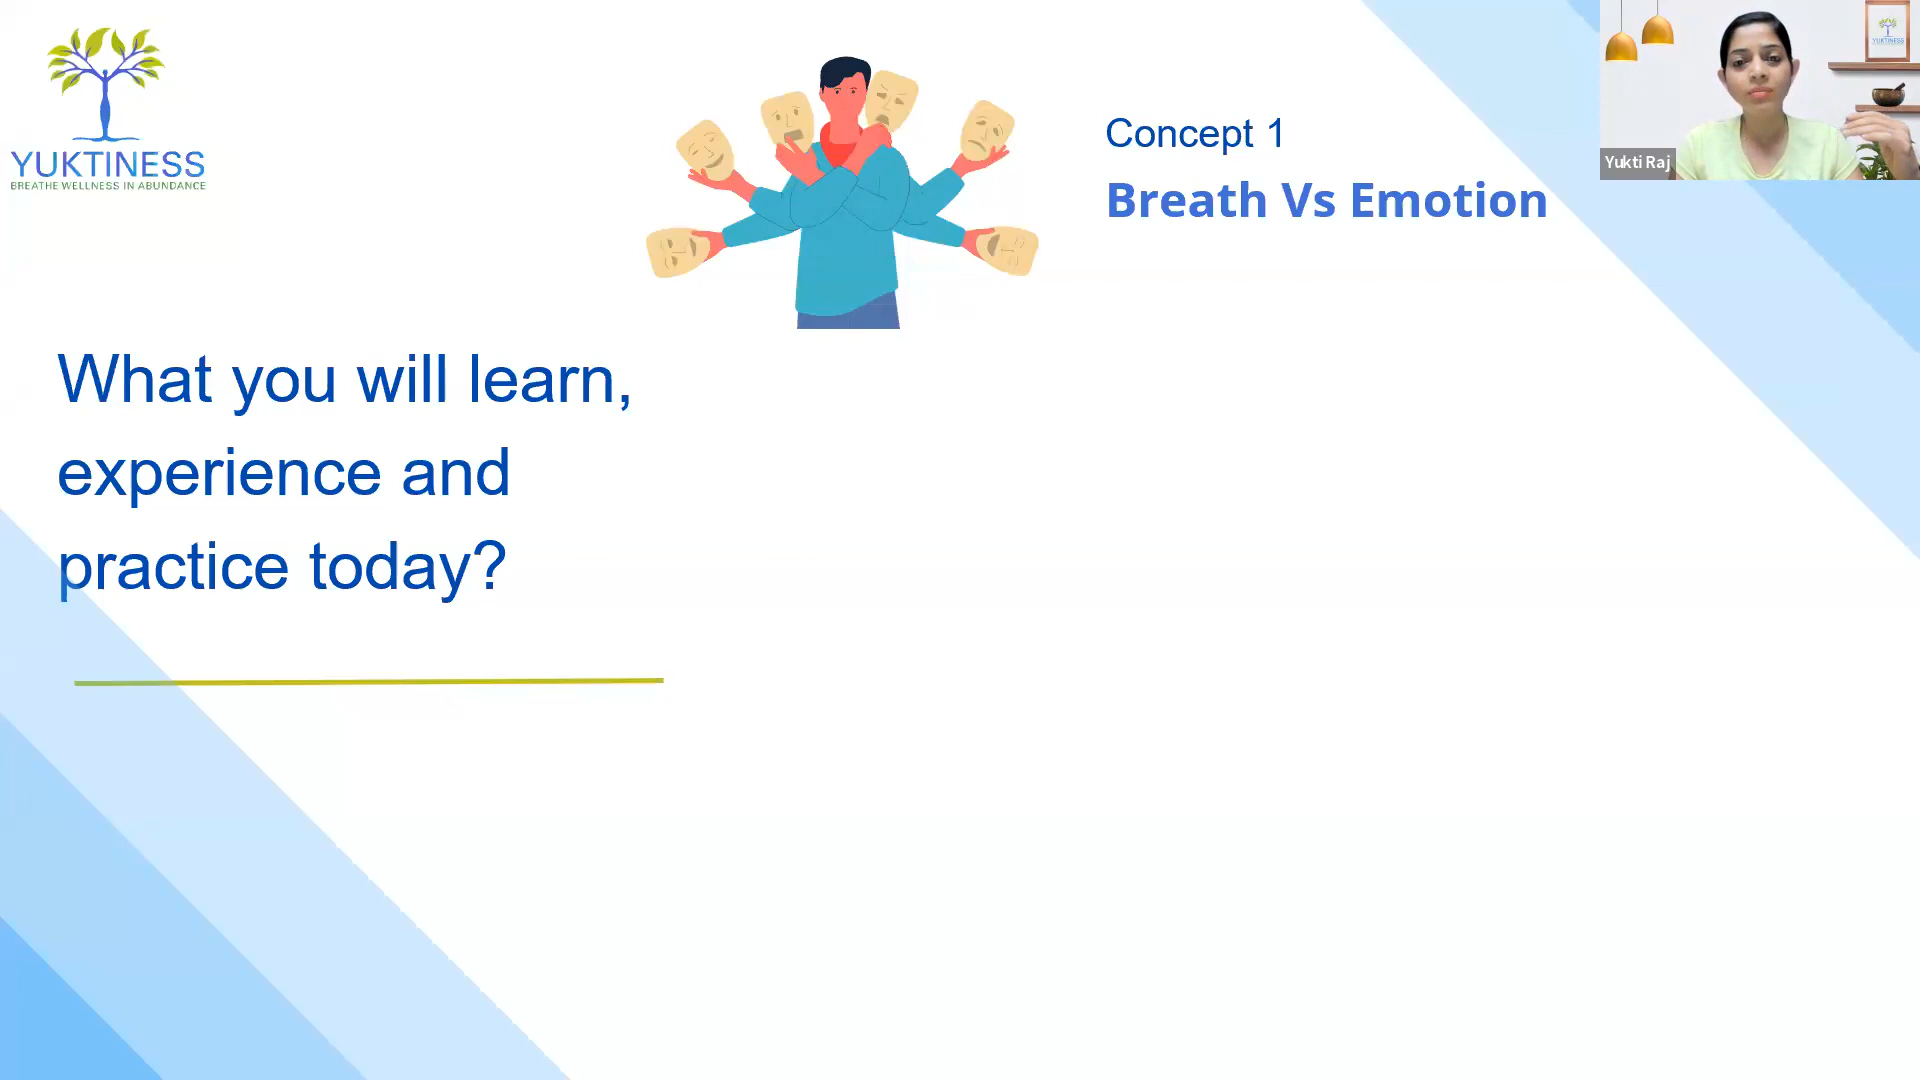 YUKTINESS
BREATHE WELLNESS IN ABUNDANCE
Concept 1
Breath Vs Emotion
What you will learn,
experience and
practice today?
Yukti Raj
YUKTINESS